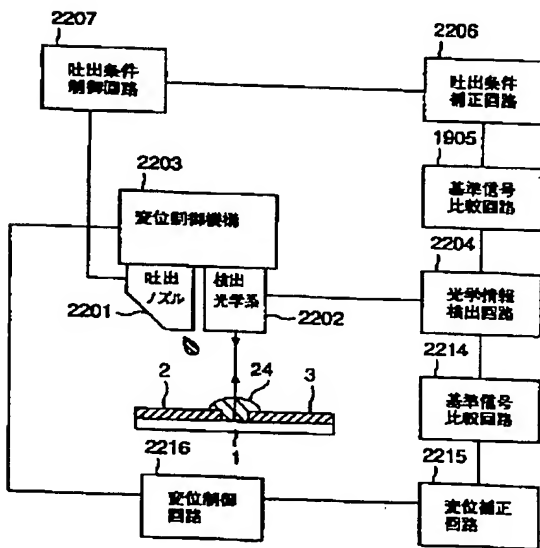 2207
吐出条件
制御回路
2206
吐出条件
補正回路
1905
基準信号
比較回路
2203
変位制御機構
2204
吐出
ノズル
検出
光学系
光学情報
検出回路
2201
2202
2214
2
24
3
基準信号
比較回路
1
2216
2215
変位制御
回路
変位補正
回路